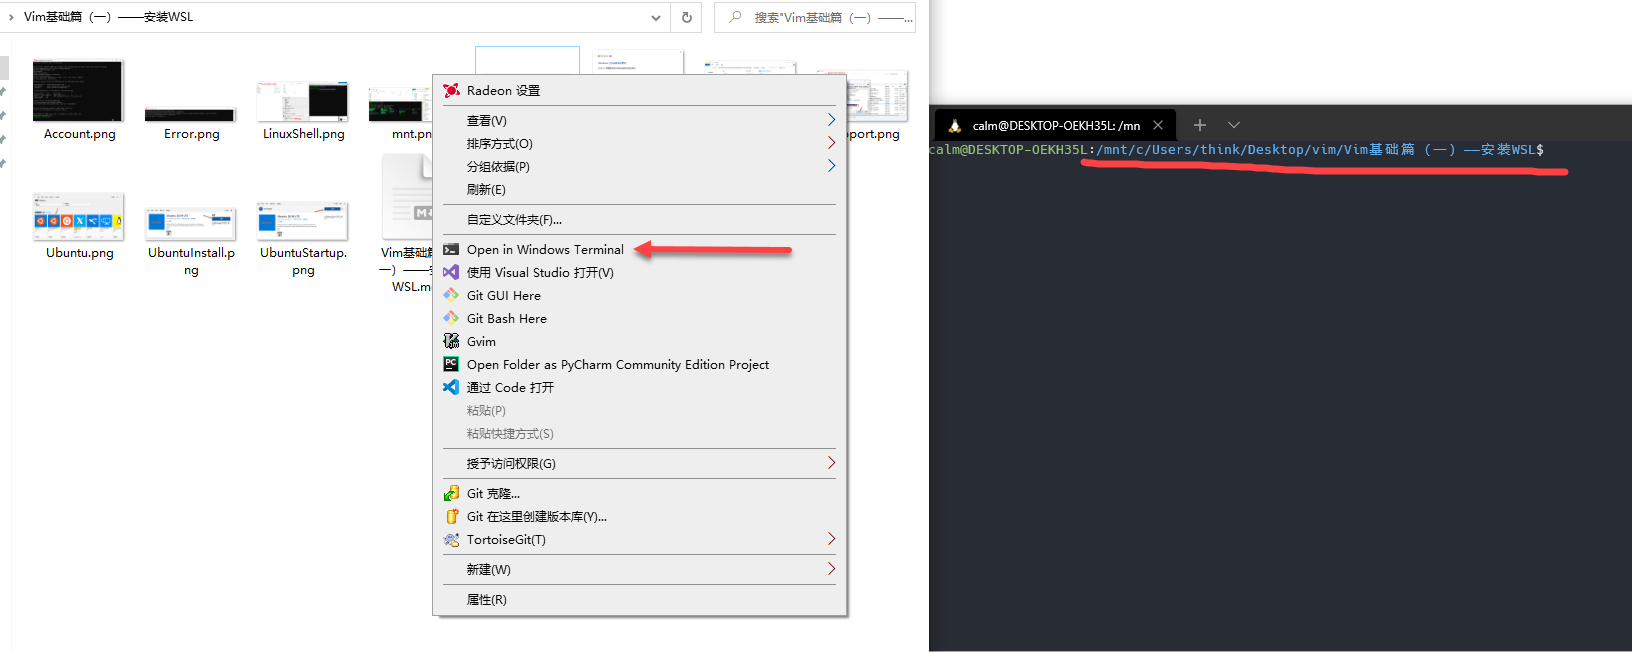 Vim基础篇（一）——安装WSL
搜索"Vim基础篇（一）——...
Account.png
Error.png
LinuxShell.png
mnt.pn
port.png
Ubuntu.png
UbuntuInstall.p
ng
UbuntuStartup.
png
Vim基础篇
一）——安
WSL.m
Radeon 设置
查看(V)
排序方式(O)
分组依据(P)
刷新(E)
自定义文件夹(F)...
Open in Windows Terminal
使用 Visual Studio 打开(V)
Git GUI Here
Git Bash Here
Gvim
Open Folder as PyCharm Community Edition Project
通过 Code 打开
粘贴(P)
粘贴快捷方式(S)
授予访问权限(G)
Git 克隆...
Git 在这里创建版本库(Y)...
TortoiseGit(T)
新建(W)
属性(R)
calm@DESKTOP-OEKH35L: /mn
calm@DESKTOP-OEKH35L:/mnt/c/Users/think/Desktop/vim/Vim基础篇（一）——安装WSL$